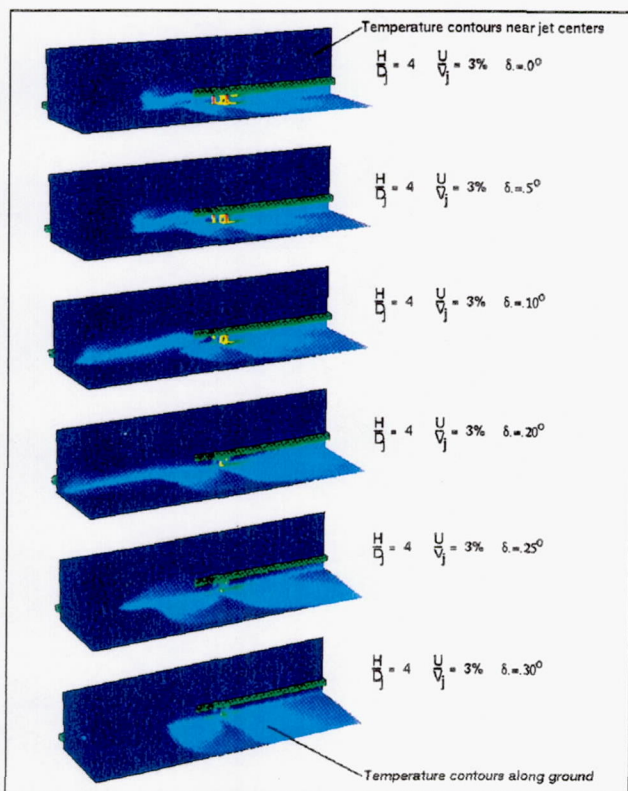 Temperature contours near jet centers
H/Dj = 4 U/Vj = 3% δ.=.0°
H/Dj = 4 U/Vj = 3% δ.=.5°
H/Dj = 4 U/Vj = 3% δ.=.10°
H/Dj = 4 U/Vj = 3% δ.=.20°
H/Dj = 4 U/Vj = 3% δ.=.25°
H/Dj = 4 U/Vj = 3% δ.=.30°
Temperature contours along ground